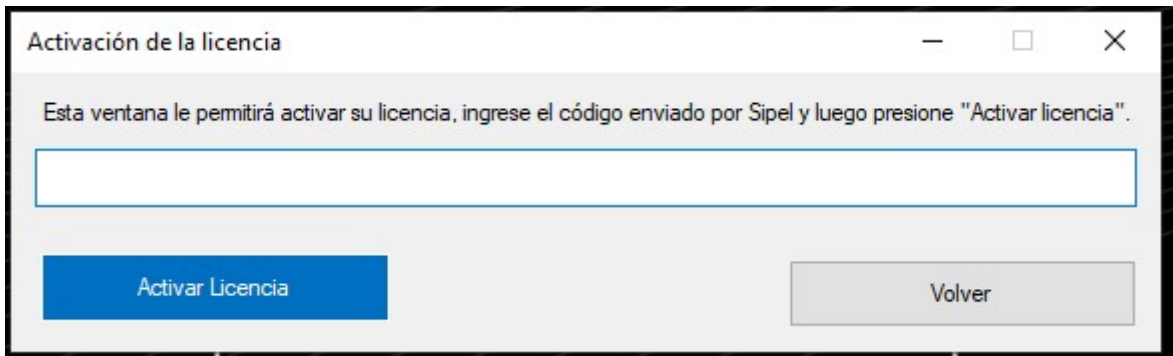 Activación de la licencia
Esta ventana le permitirá activar su licencia, ingrese el código enviado por Sipel y luego presione "Activar licencia".
Activar Licencia
Volver